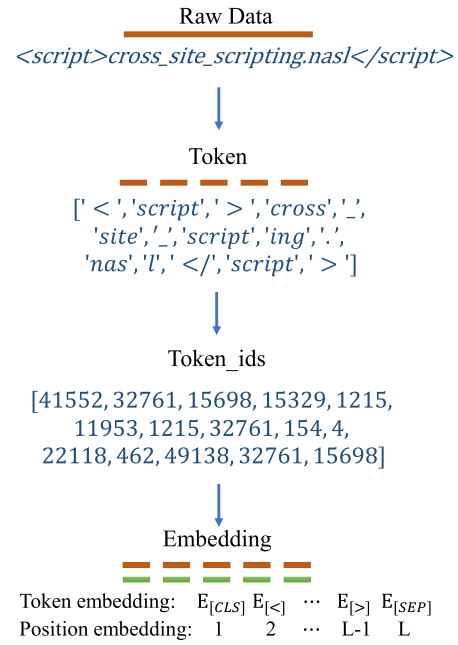 Raw Data
<script>cross_site_scripting.nasl</script>
Token
[' < ', 'script', ' > ', 'cross', '_',
'site', '_', 'script', 'ing', '.',
'nas', 'l', ' </', 'script', ' > ']
Token_ids
[41552, 32761, 15698, 15329, 1215,
11953, 1215, 32761, 154, 4,
22118, 462, 49138, 32761, 15698]
Embedding
Token embedding: E[CLS] E[<] ⋯ E[>] E[SEP]
Position embedding: 1 2 ⋯ L-1 L